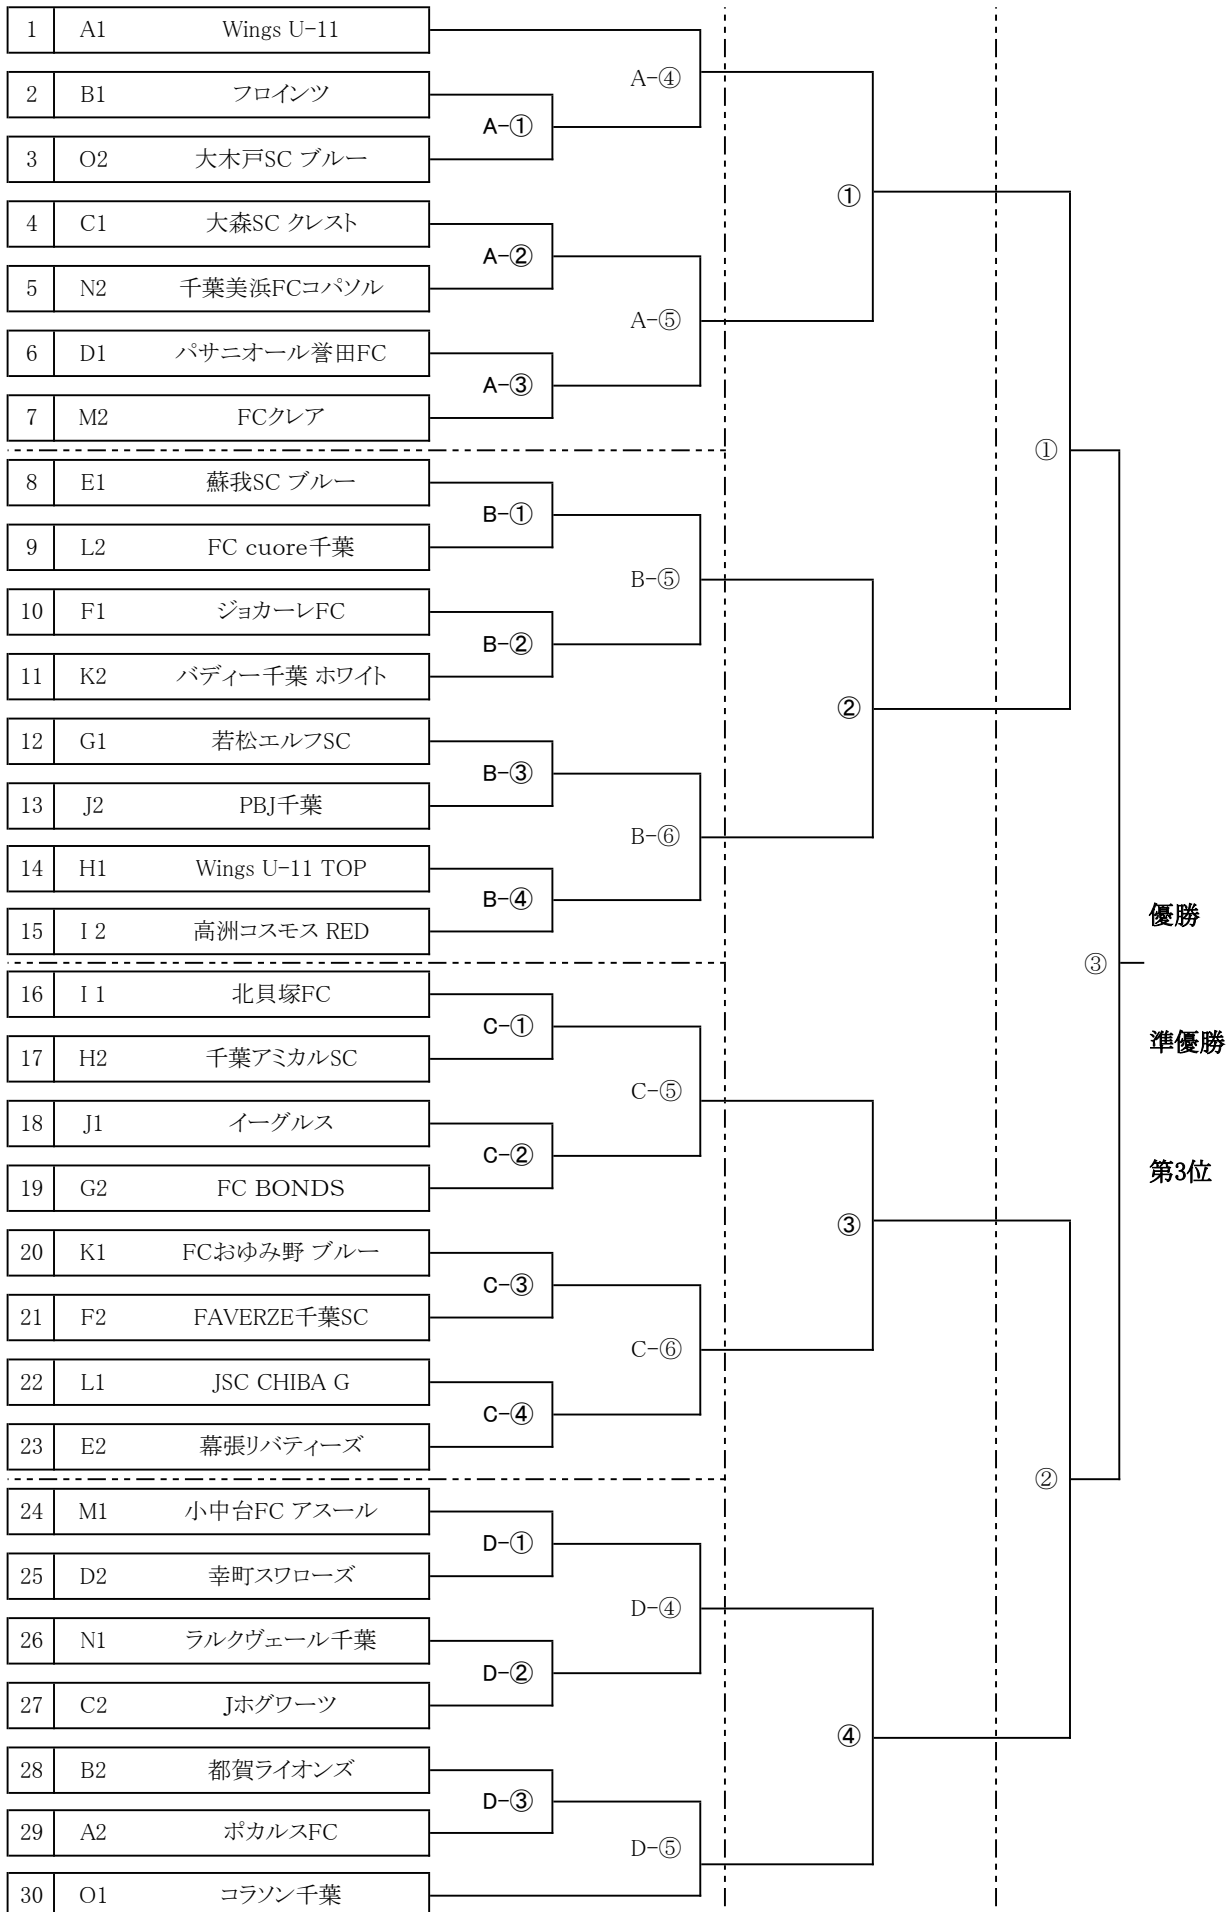 1 A1 Wings U-11
A-④
2 B1 フロインツ
A-①
3 O2 大木戸SC ブルー
①
4 C1 大森SC クレスト
A-②
5 N2 千葉美浜FCコパソル
A-⑤
6 D1 パサニオール誉田FC
A-③
7 M2 FCクレア
①
8 E1 蘇我SC ブルー
B-①
9 L2 FC cuore千葉
B-⑤
10 F1 ジョカーレFC
B-②
11 K2 バディー千葉 ホワイト
②
12 G1 若松エルフSC
B-③
13 J2 PBJ千葉
B-⑥
14 H1 Wings U-11 TOP
B-④
優勝
15 I 2 高洲コスモス RED
③
16 I 1 北貝塚FC
C-①
準優勝
17 H2 千葉アミカルSC
C-⑤
18 J1 イーグルス
C-②
第3位
19 G2 FC BONDS
③
20 K1 FCおゆみ野 ブルー
C-③
21 F2 FAVERZE千葉SC
C-⑥
22 L1 JSC CHIBA G
C-④
23 E2 幕張リバティーズ
②
24 M1 小中台FC アスール
D-①
25 D2 幸町スワローズ
D-④
26 N1 ラルクヴェール千葉
D-②
27 C2 Jホグワーツ
④
28 B2 都賀ライオンズ
D-③
29 A2 ポカルスFC
D-⑤
30 O1 コラソン千葉